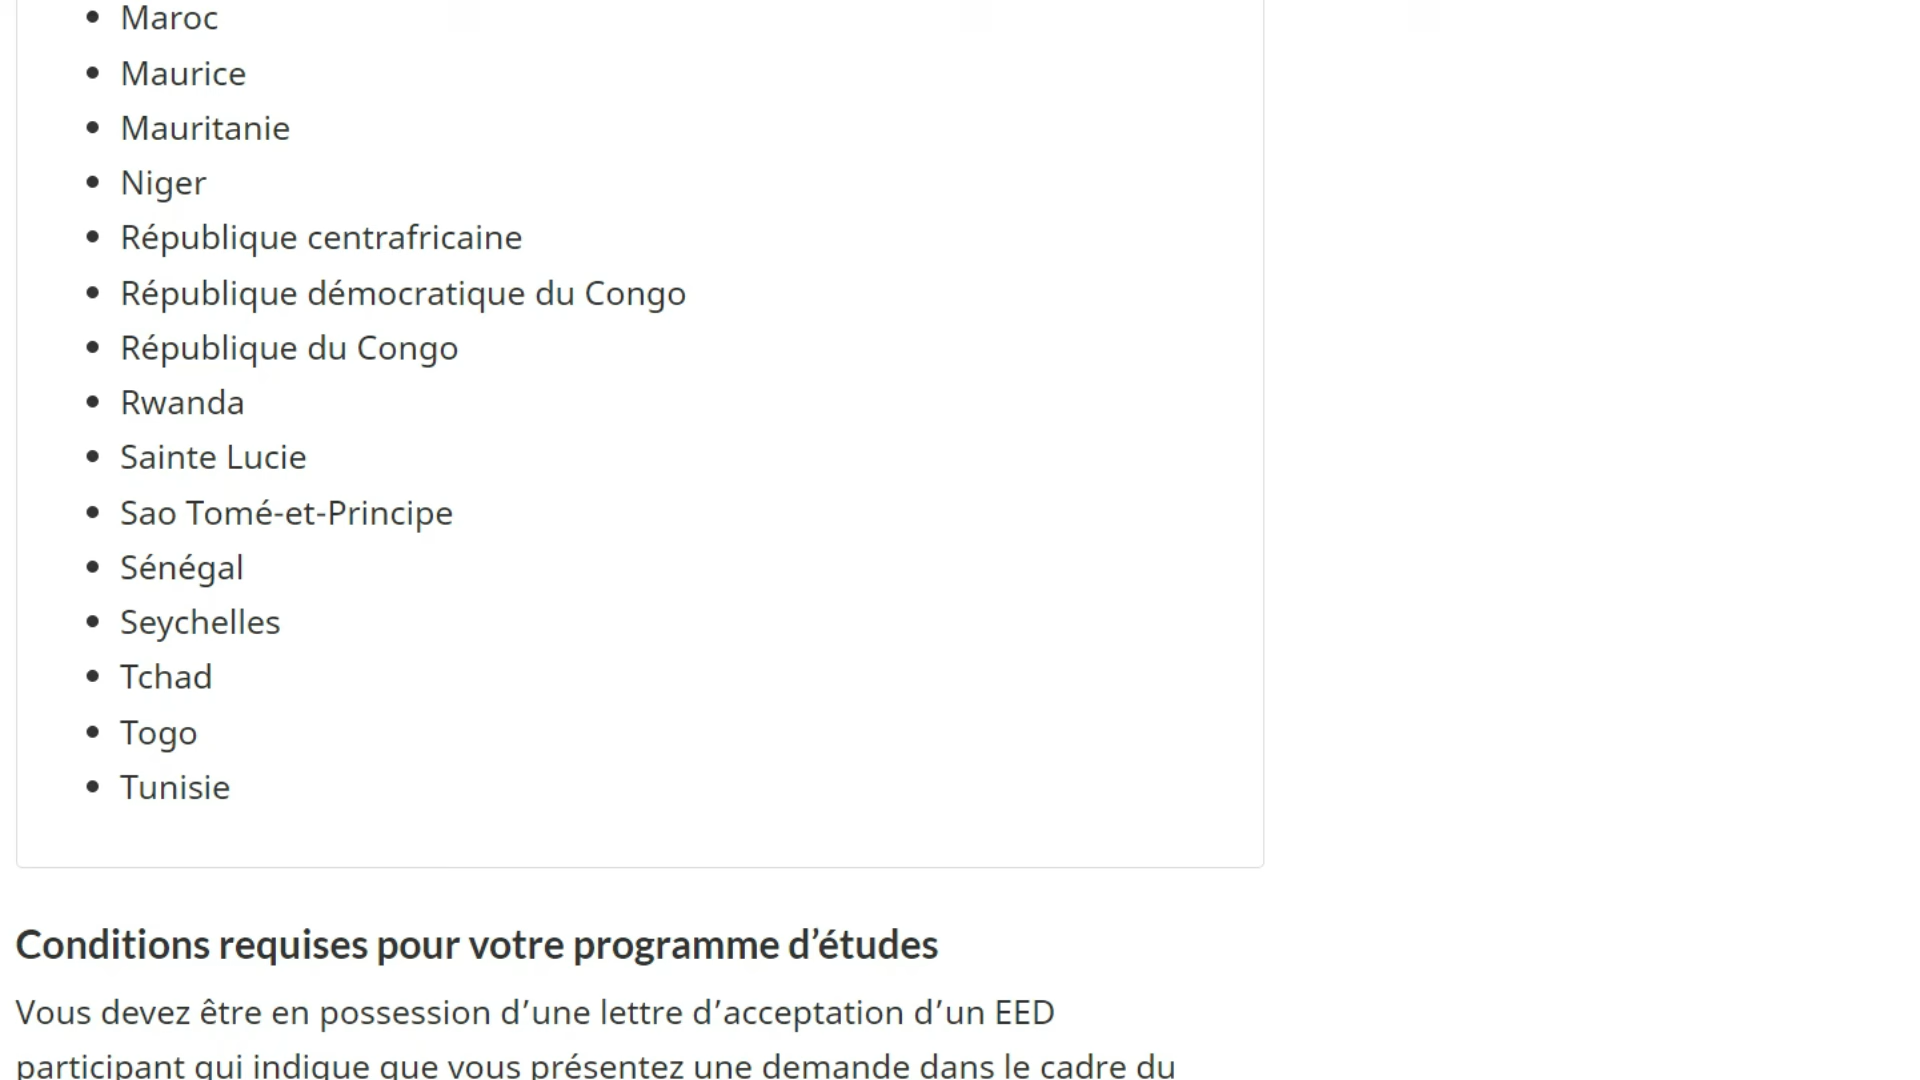 Maroc
Maurice
Mauritanie
Niger
République centrafricaine
République démocratique du Congo
République du Congo
Rwanda
Sainte Lucie
Sao Tomé-et-Principe
Sénégal
Seychelles
Tchad
Togo
Tunisie
Conditions requises pour votre programme d’études
Vous devez être en possession d’une lettre d’acceptation d’un EED
participant qui indique que vous présentez une demande dans le cadre du